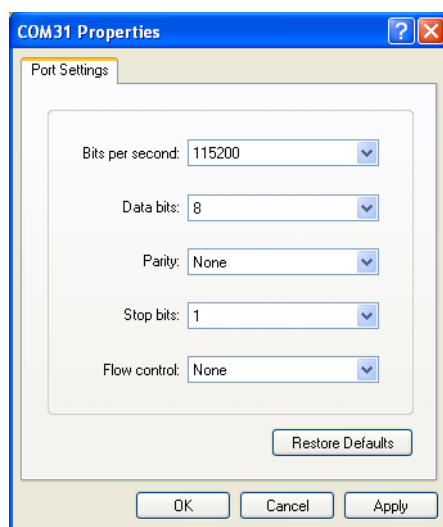 COM31 Properties
Port Settings
Bits per second: 115200
Data bits: 8
Parity: None
Stop bits: 1
Flow control: None
Restore Defaults
OK Cancel Apply